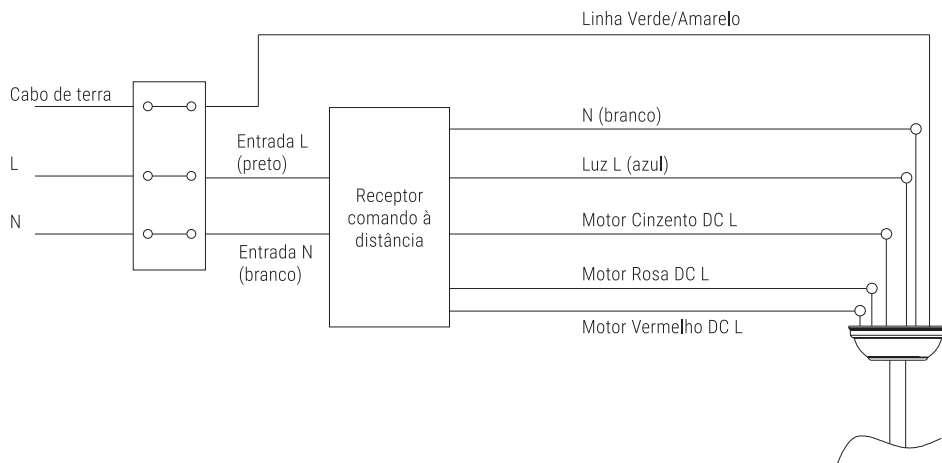 Linha Verde/Amarelo
Cabo de terra
N (branco)
Entrada L
(preto)
L
Luz L (azul)
Receptor
comando à
distância
N
Motor Cinzento DC L
Entrada N
(branco)
Motor Rosa DC L
Motor Vermelho DC L